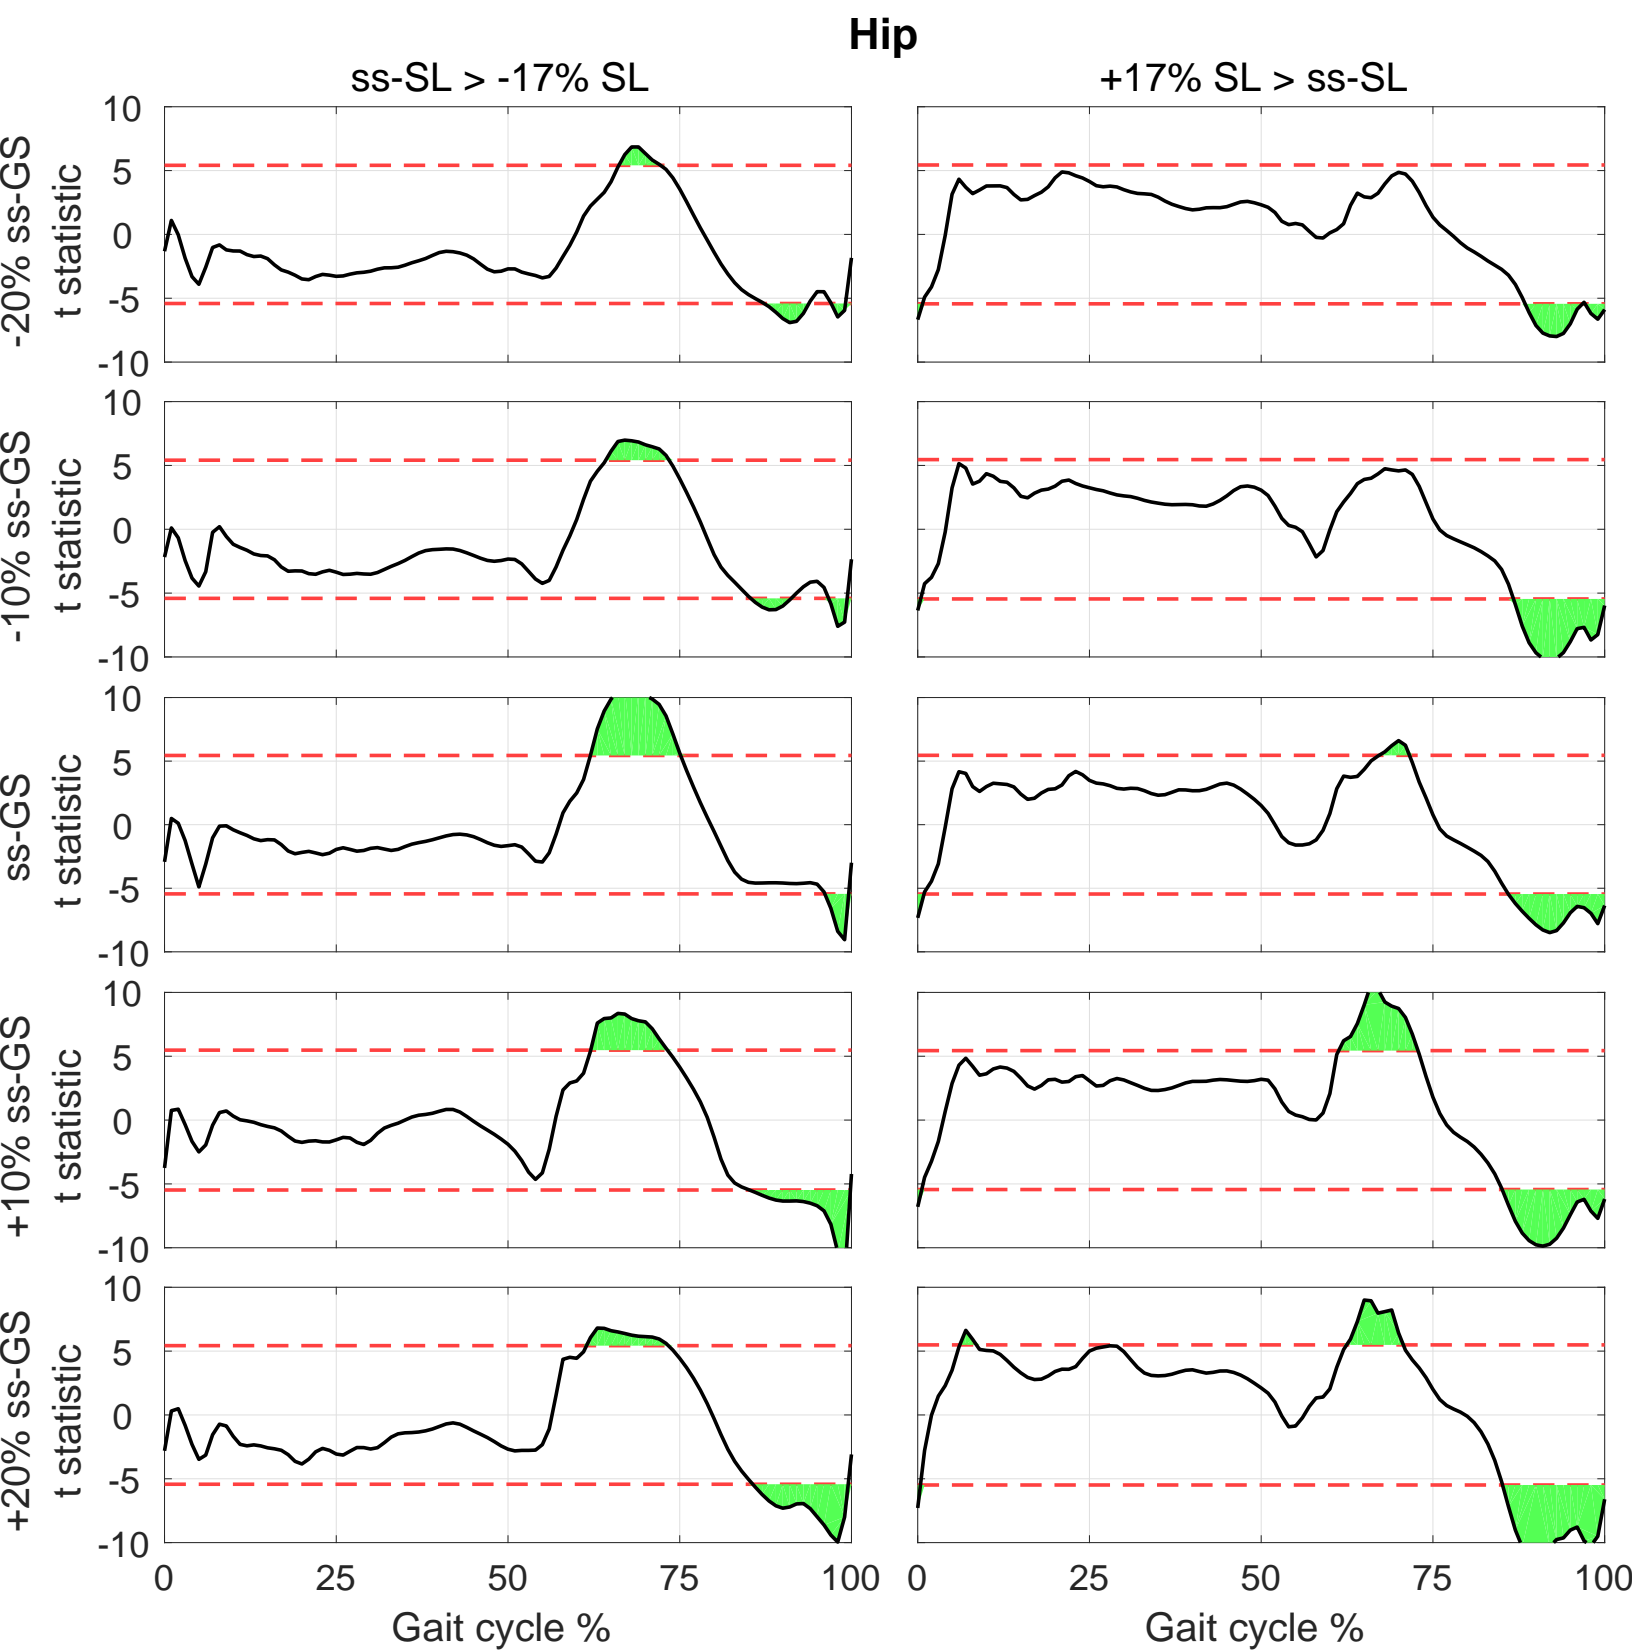 Hip
ss-SL > -17% SL
+17% SL > ss-SL
-20% ss-GS
t statistic
10
5
0
-5
-10
-10% ss-GS
t statistic
10
5
0
-5
-10
ss-GS
t statistic
10
5
0
-5
-10
+10% ss-GS
t statistic
10
5
0
-5
-10
+20% ss-GS
t statistic
10
5
0
-5
-10
0 25 50 75 100
0 25 50 75 100
Gait cycle %
Gait cycle %